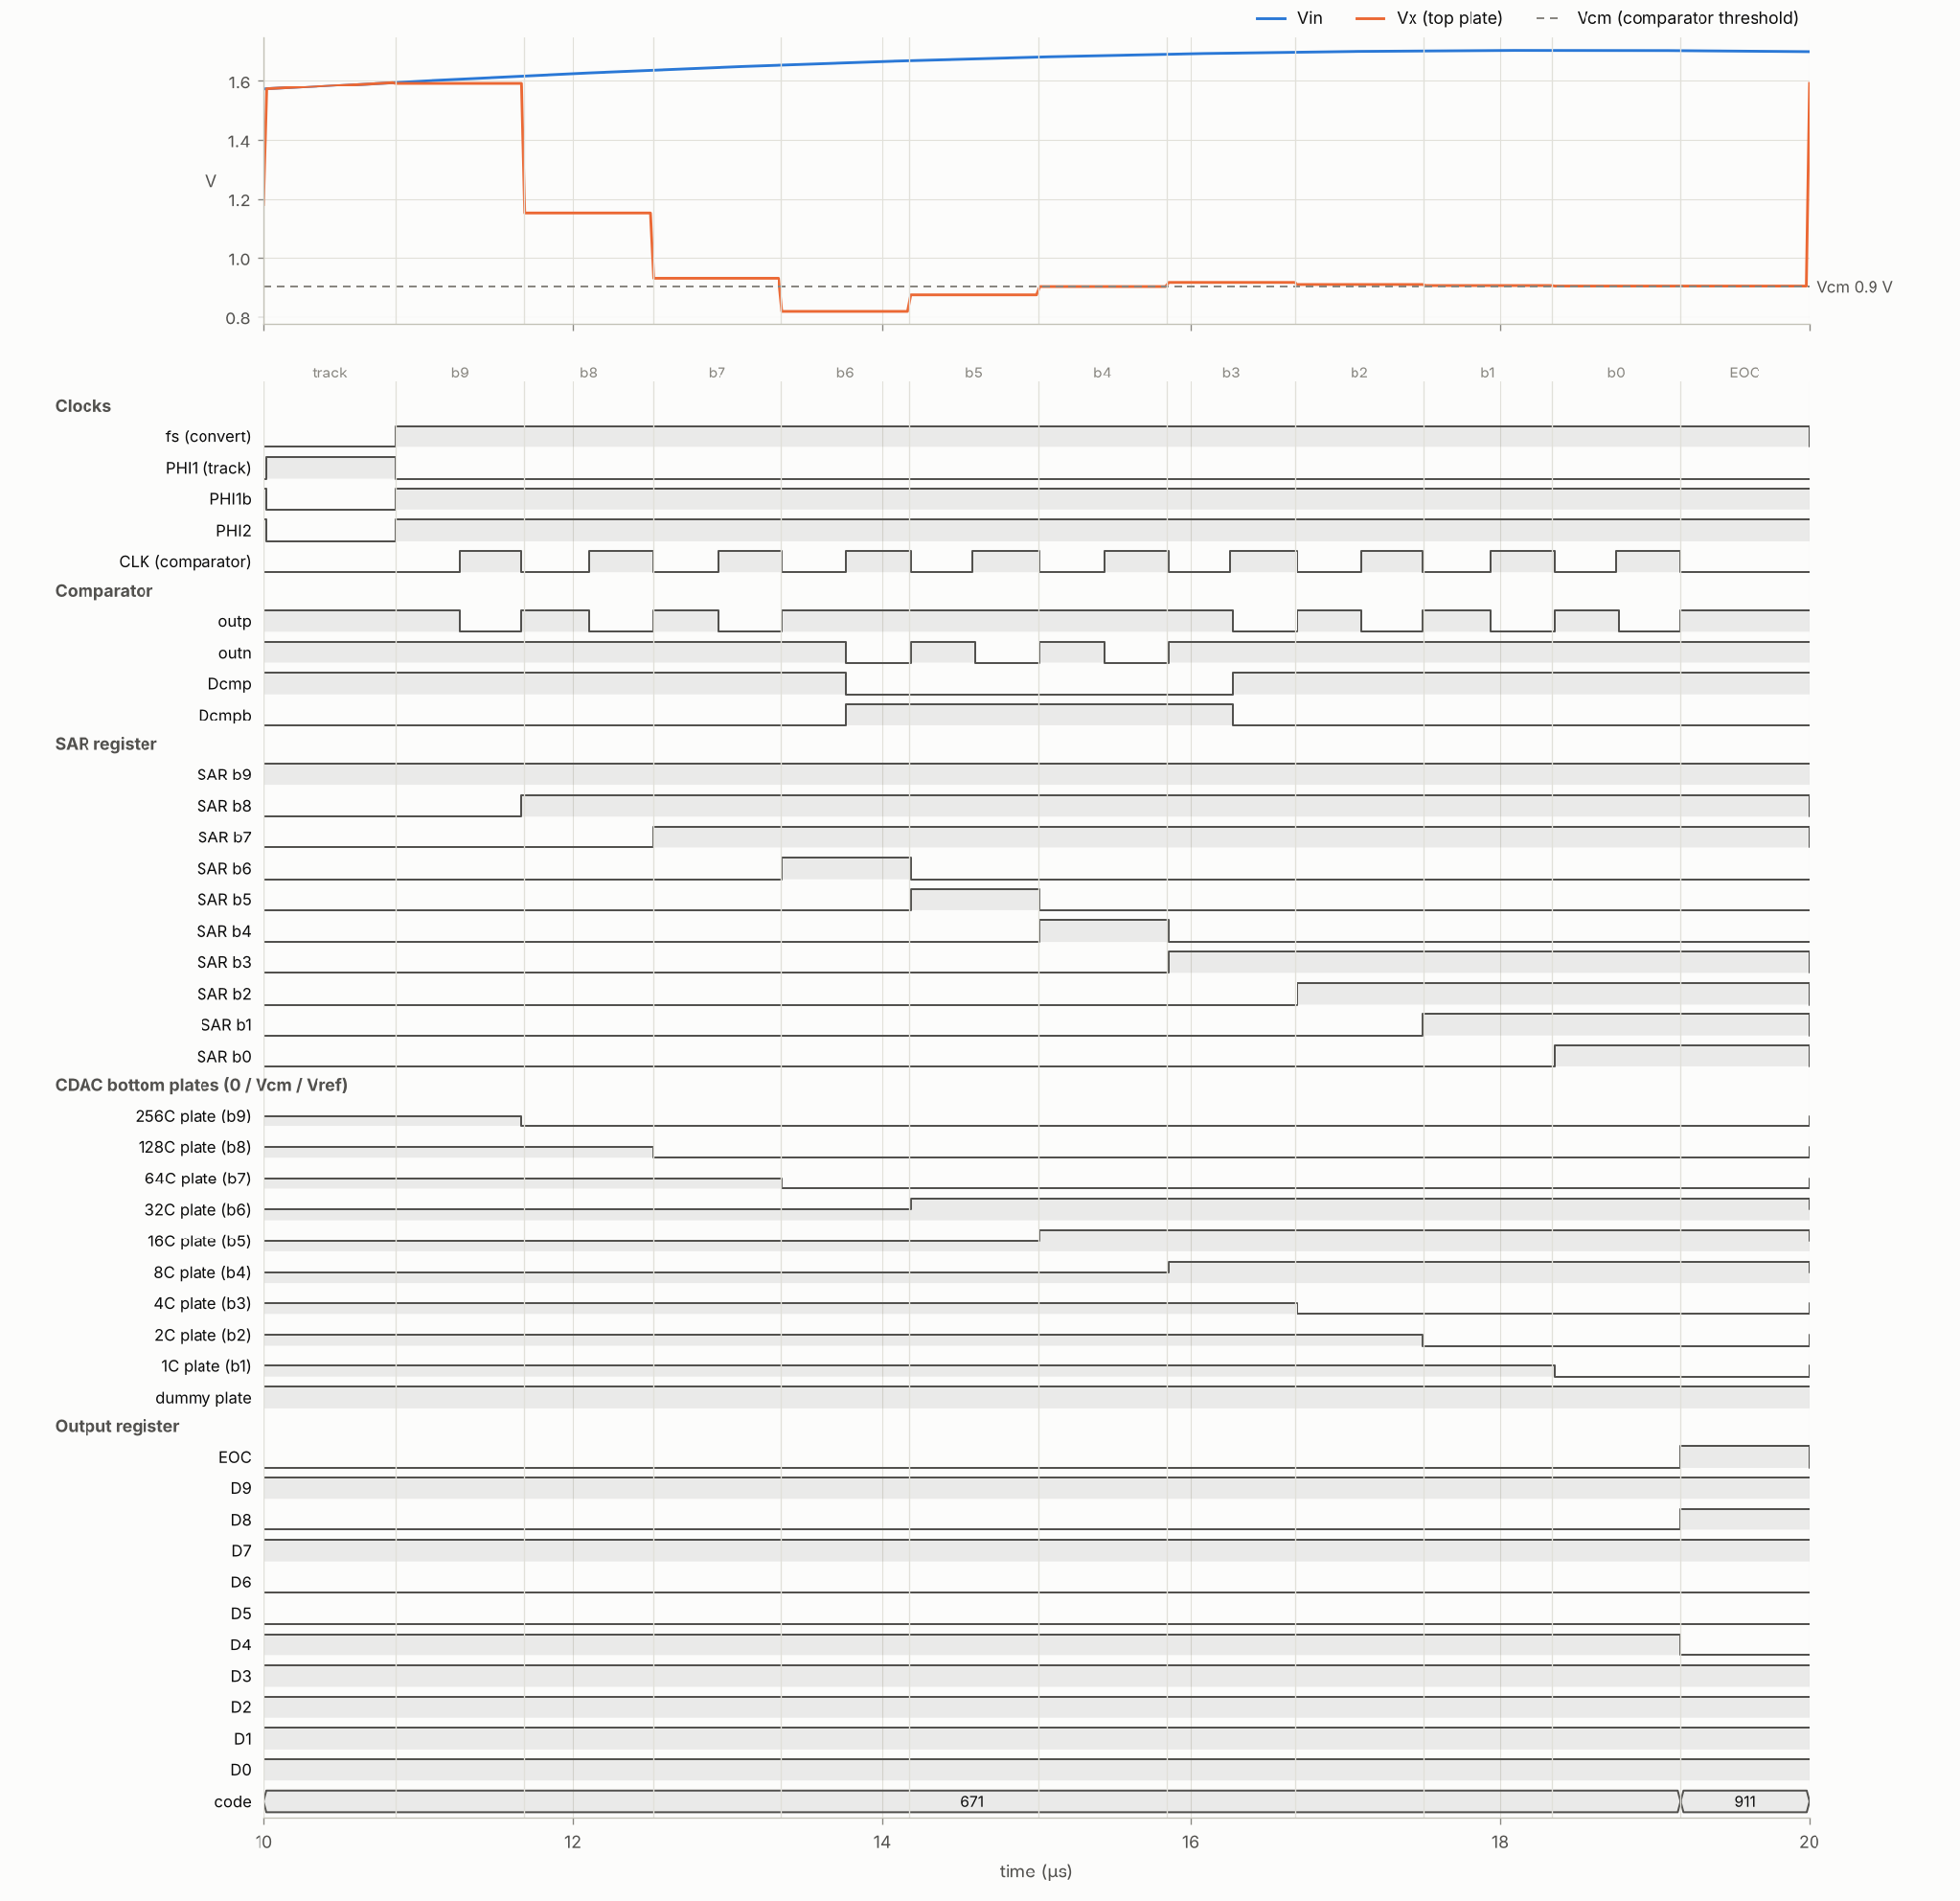 Vin Vx (top plate) Vcm (comparator threshold)
1.6
1.4
V
1.2
1.0
Vcm 0.9 V
0.8
track b9 b8 b7 b6 b5 b4 b3 b2 b1 b0 EOC
Clocks
fs (convert)
PHI1 (track)
PHI1b
PHI2
CLK (comparator)
Comparator
outp
outn
Dcmp
Dcmpb
SAR register
SAR b9
SAR b8
SAR b7
SAR b6
SAR b5
SAR b4
SAR b3
SAR b2
SAR b1
SAR b0
CDAC bottom plates (0 / Vcm / Vref)
256C plate (b9)
128C plate (b8)
64C plate (b7)
32C plate (b6)
16C plate (b5)
8C plate (b4)
4C plate (b3)
2C plate (b2)
1C plate (b1)
dummy plate
Output register
EOC
D9
D8
D7
D6
D5
D4
D3
D2
D1
D0
code 671 911
10 12 14 16 18 20
time (µs)